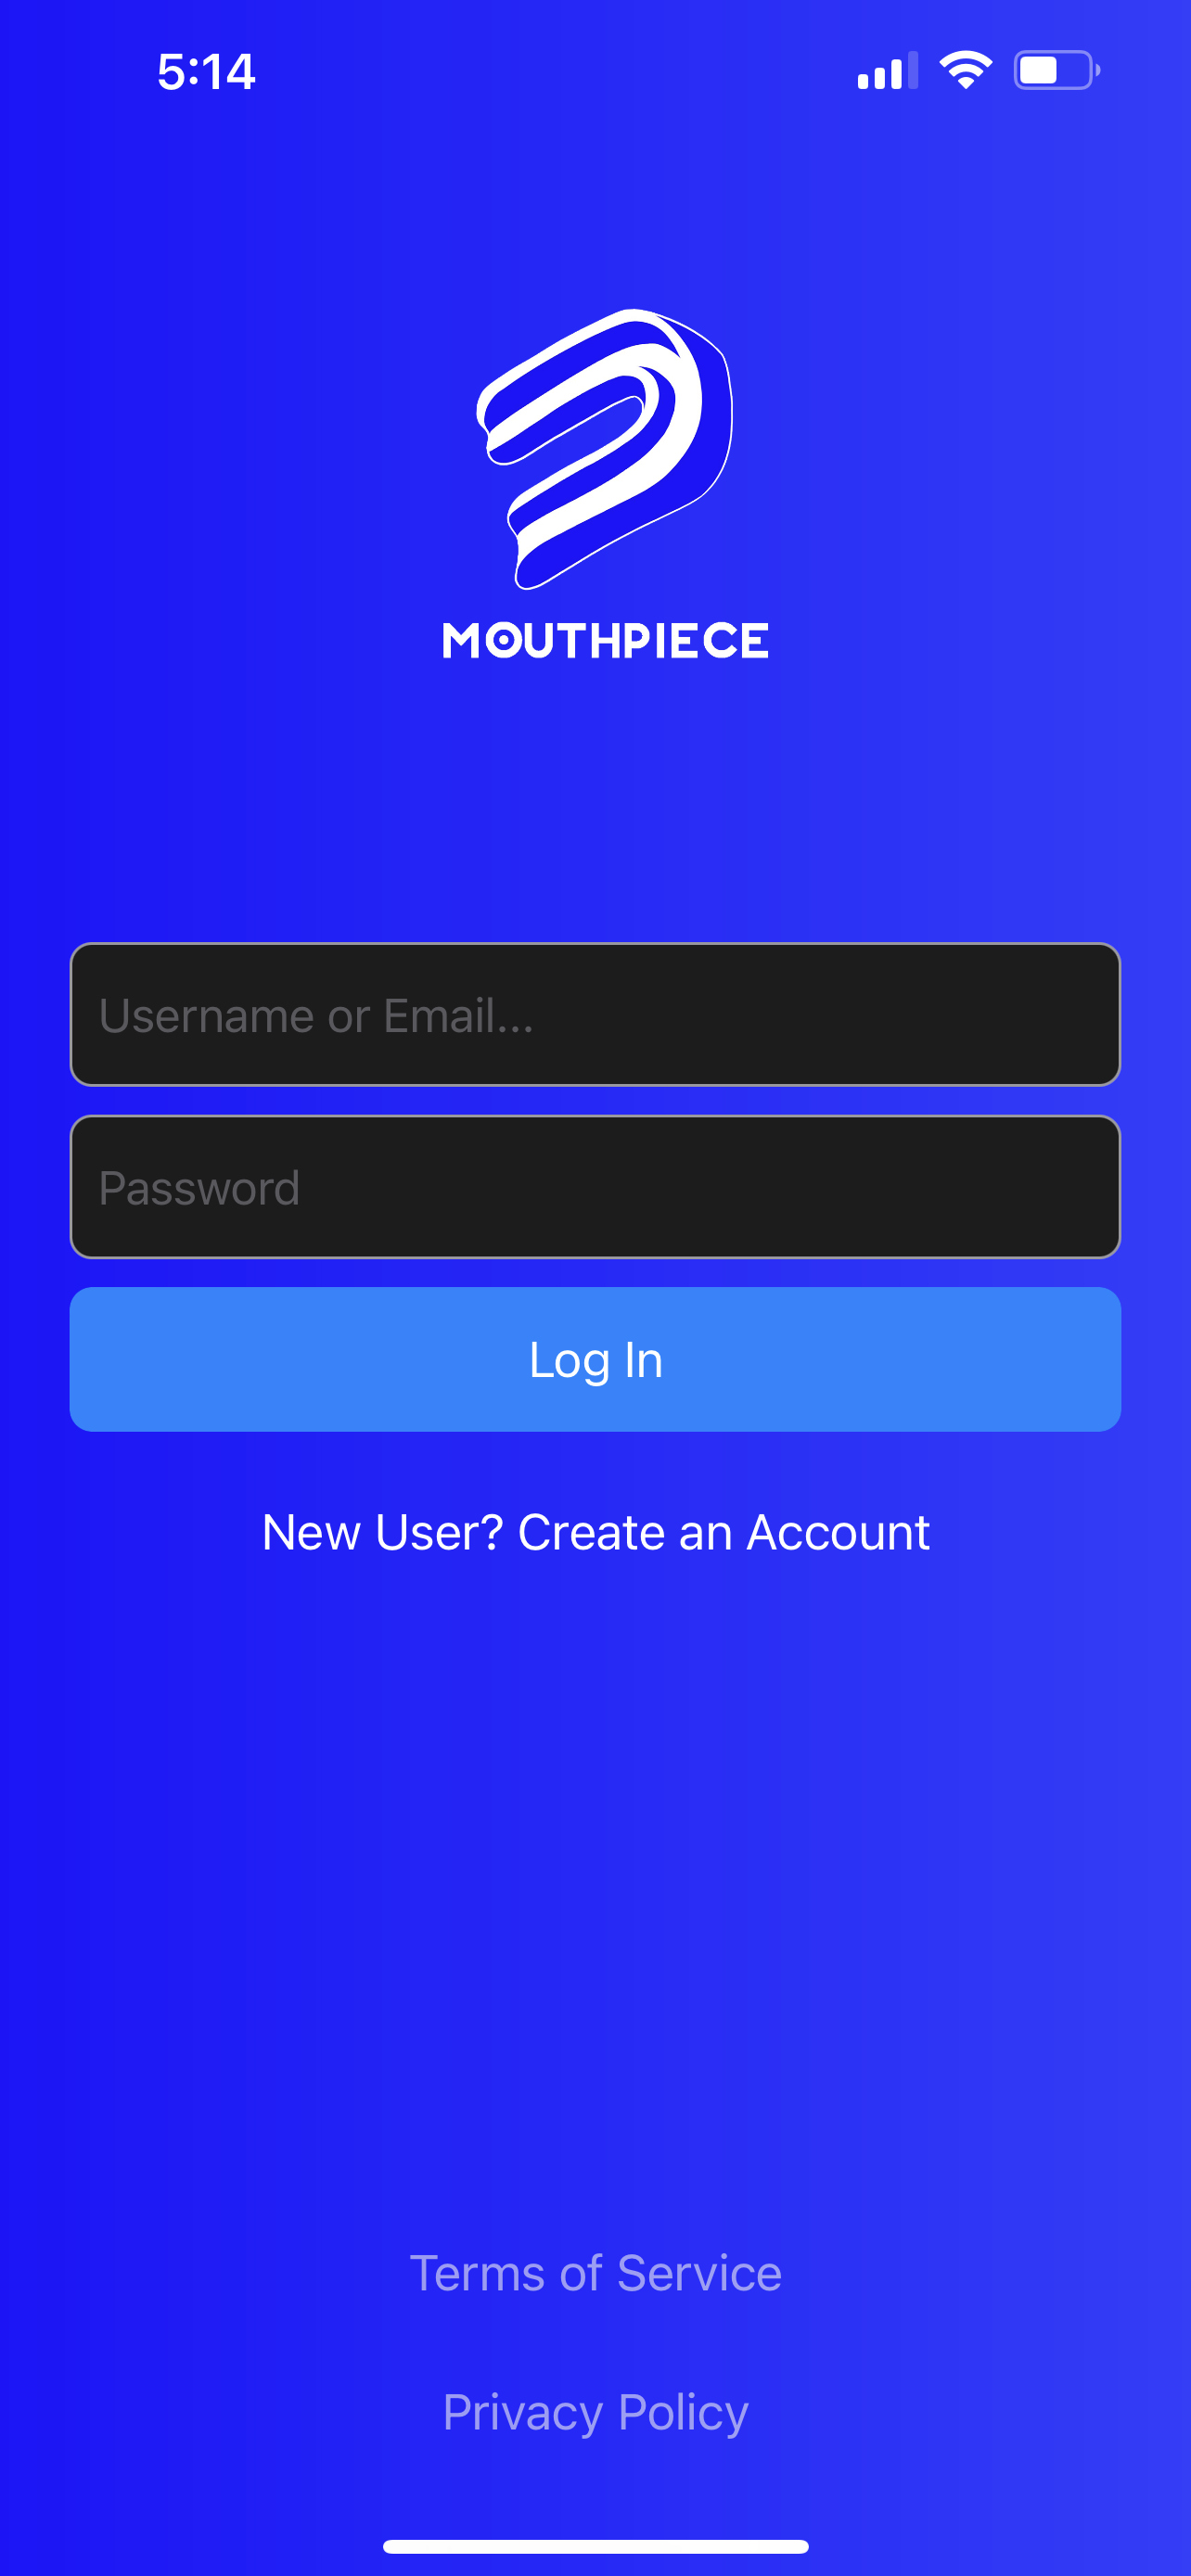 5:14
MOUTHPIECE
Username or Email...
Password
Log In
New User? Create an Account
Terms of Service
Privacy Policy